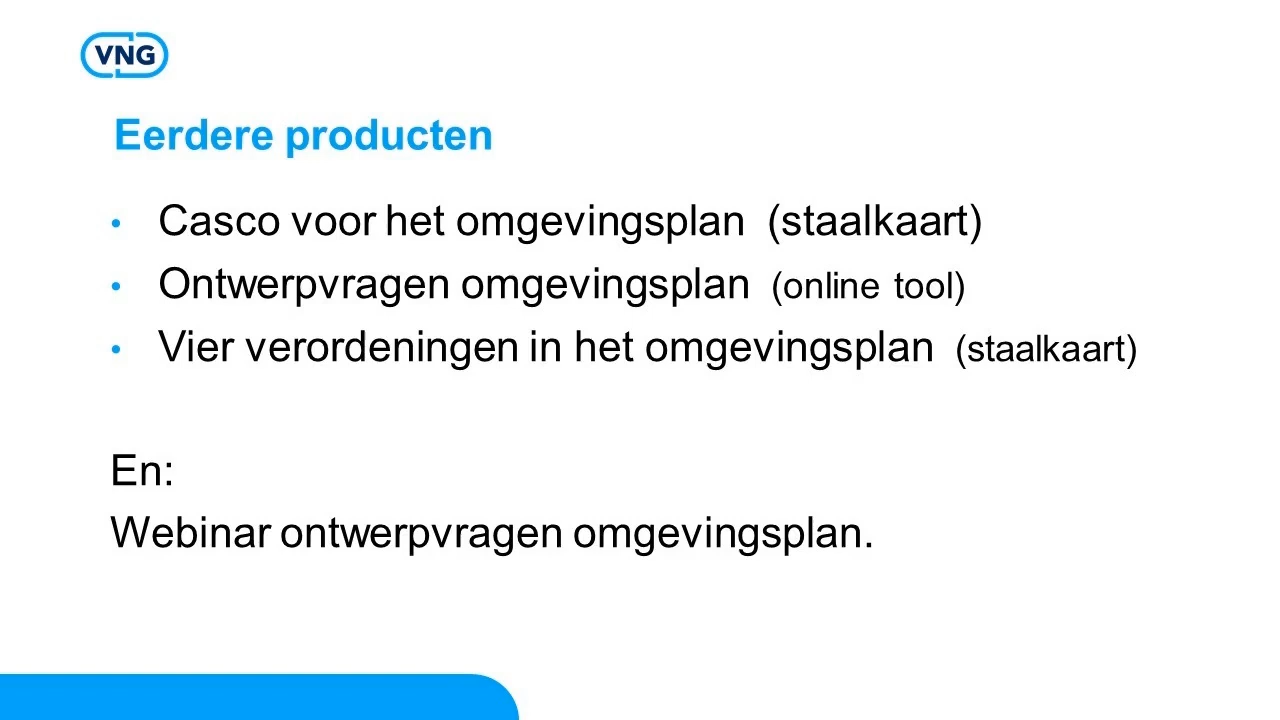 VNG
Eerdere producten
• Casco voor het omgevingsplan (staalkaart)
• Ontwerpvragen omgevingsplan (online tool)
• Vier verordeningen in het omgevingsplan (staalkaart)
En:
Webinar ontwerpvragen omgevingsplan.